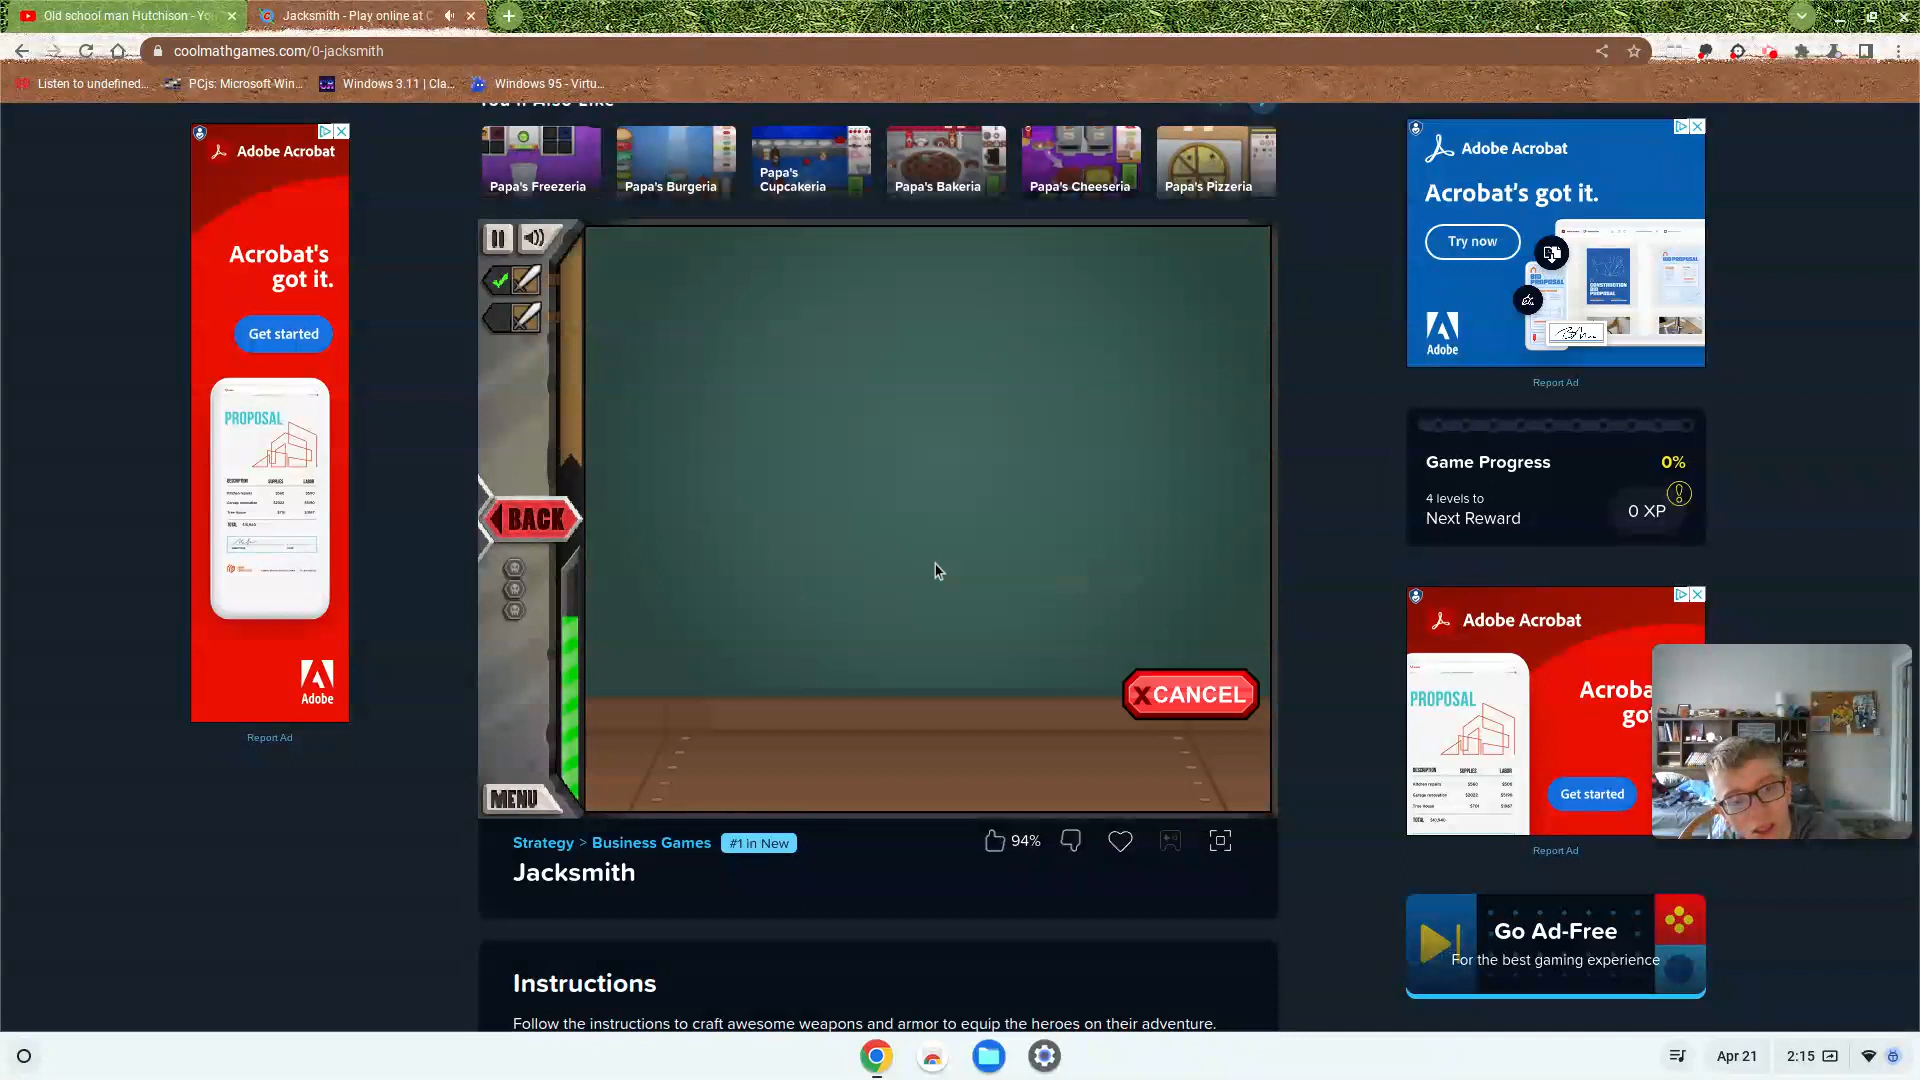 Old school man Hutchison - Yo
Jacksmith - Play online at C
coolmathgames.com/0-jacksmith
Listen to undefined...
PCjs: Microsoft Win...
Windows 3.11 | Cla...
Windows 95 - Virtu...
You'll Also Like
Papa's Freezeria
Papa's Burgeria
Papa's
Cupcakeria
Papa's Bakeria
Papa's Cheeseria
Papa's Pizzeria
Adobe Acrobat
Acrobat's
got it.
Get started
PROPOSAL
Adobe
Report Ad
BACK
MENU
XCANCEL
Strategy > Business Games
#1 in New
94%
Jacksmith
Instructions
Follow the instructions to craft awesome weapons and armor to equip the heroes on their adventure.
Adobe Acrobat
Acrobat's got it.
Try now
Adobe
Report Ad
Game Progress
0%
4 levels to
Next Reward
0 XP
Adobe Acrobat
PROPOSAL
Get started
Report Ad
Go Ad-Free
For the best gaming experience
Apr 21
2:15